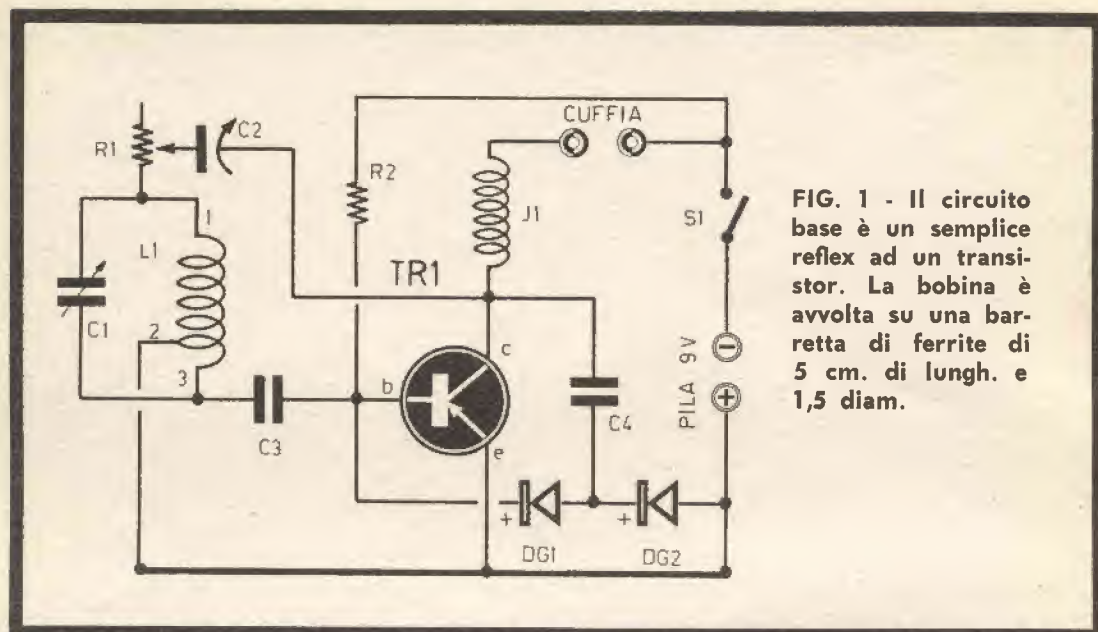 CUFFIA
C2
R1
R2
J1
S1
1
L1
TR1
C1
2
3
b
c
e
C3
C4
PILA 9V
+
DG1
+
DG2
FIG. 1 - Il circuito
base è un semplice
reflex ad un transi-
stor. La bobina è
avvolta su una bar-
retta di ferrite di
5 cm. di lungh. e
1,5 diam.